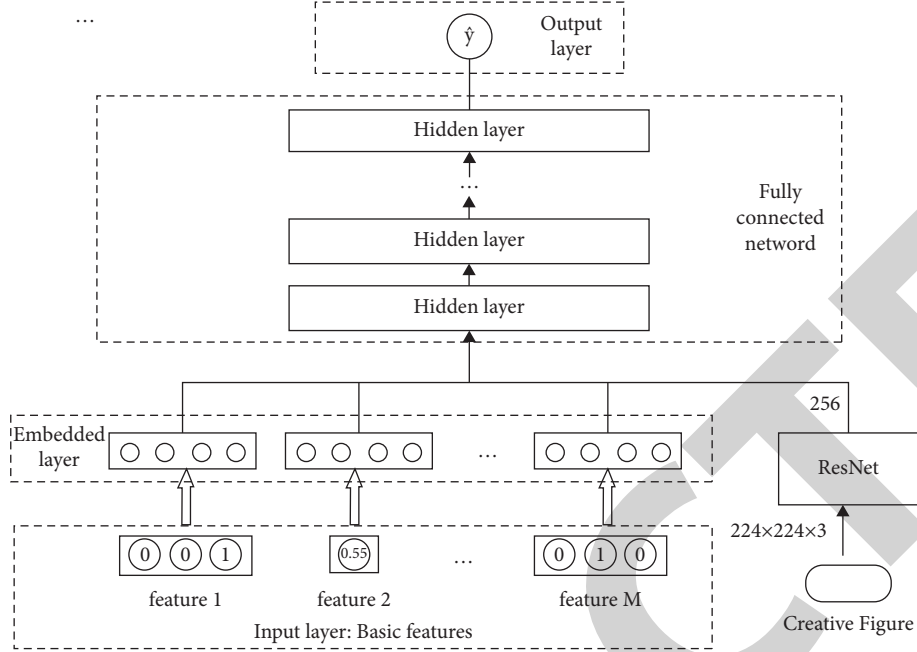 …
ŷ
Output
layer
Hidden layer
…
Hidden layer
Hidden layer
Fully
connected
netword
256
Embedded
layer
…
ResNet
224×224×3
0 0 1
0.55
…
0 1 0
feature 1
feature 2
feature M
Creative Figure
Input layer: Basic features